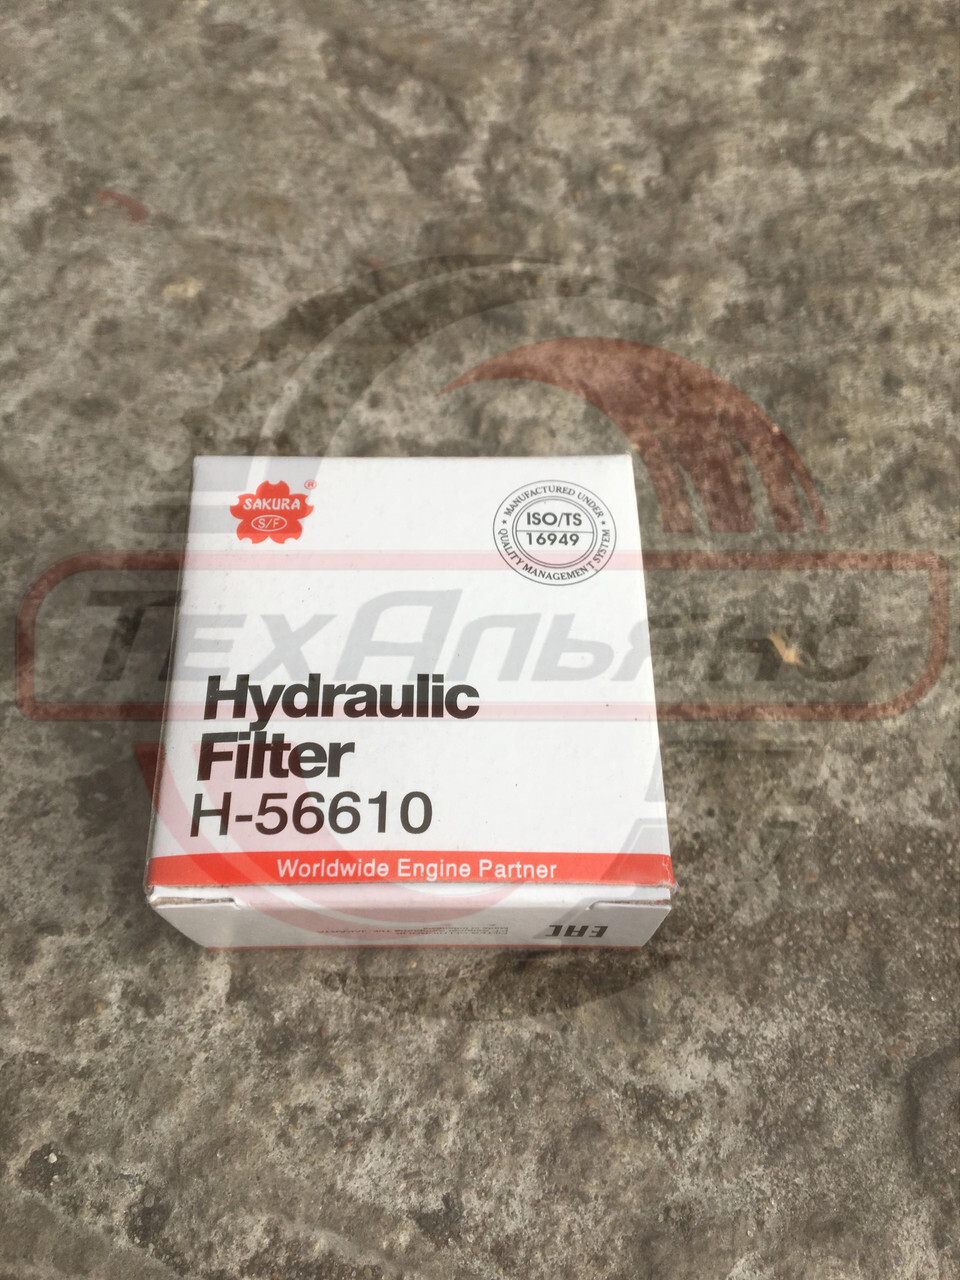 SAKURA ®
S/F
MANUFACTURED UNDER
ISO/TS
16949
QUALITY MANAGEMENT SYSTEM
ТЕХАЛЬЯНС
Hydraulic
Filter
H-56610
Worldwide Engine Partner
EAC